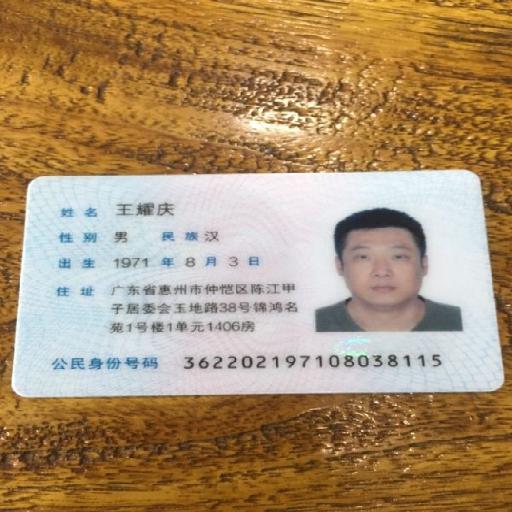 姓名 王耀庆
性别 男 民族 汉
出生 1971 年 8 月 3 日
住址 广东省惠州市仲恺区陈江甲
子居委会玉地路38号锦鸿名
苑1号楼1单元1406房
公民身份号码 362202197108038115